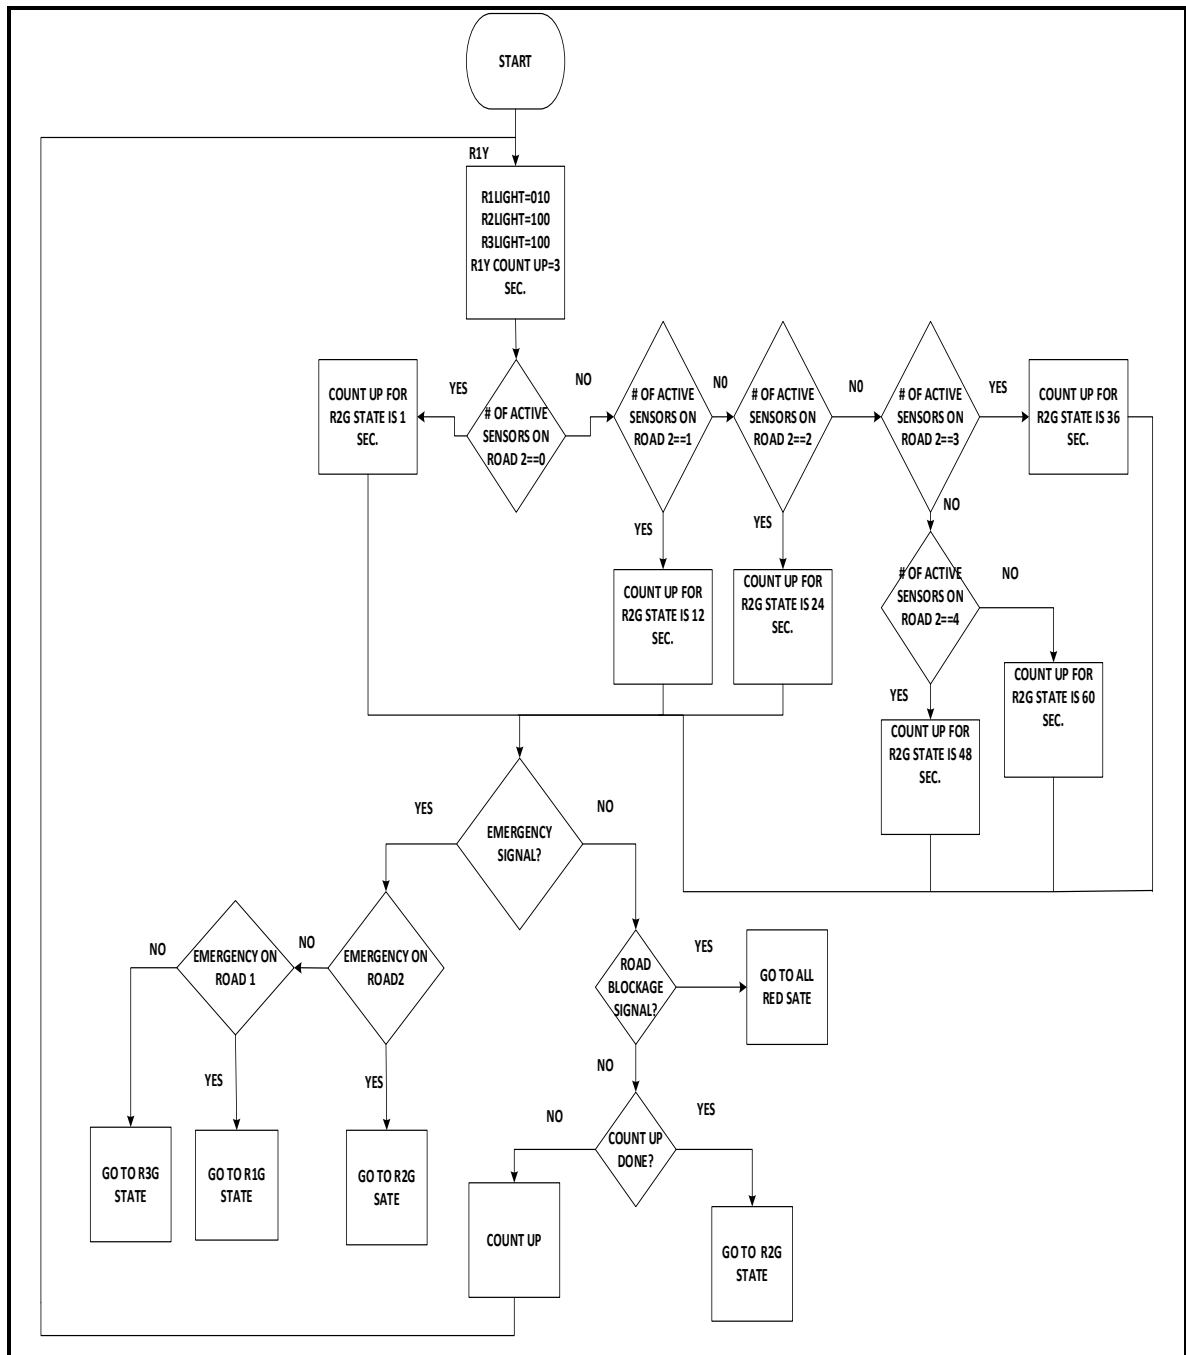 START
R1Y
R1LIGHT=010
R2LIGHT=100
R3LIGHT=100
R1Y COUNT UP=3
SEC.
COUNT UP FOR
R2G STATE IS 1
SEC.
YES
# OF ACTIVE
SENSORS ON
ROAD 2==0
NO
# OF ACTIVE
SENSORS ON
ROAD 2==1
N0
# OF ACTIVE
SENSORS ON
ROAD 2==2
N0
# OF ACTIVE
SENSORS ON
ROAD 2==3
YES
COUNT UP FOR
R2G STATE IS 36
SEC.
YES
YES
NO
COUNT UP FOR
R2G STATE IS 12
SEC.
COUNT UP FOR
R2G STATE IS 24
SEC.
# OF ACTIVE
SENSORS ON
ROAD 2==4
NO
YES
COUNT UP FOR
R2G STATE IS 60
SEC.
COUNT UP FOR
R2G STATE IS 48
SEC.
YES
EMERGENCY
SIGNAL?
NO
NO
EMERGENCY ON
ROAD 1
NO
EMERGENCY ON
ROAD2
ROAD
BLOCKAGE
SIGNAL?
YES
GO TO ALL
RED SATE
YES
YES
NO
GO TO R3G
STATE
GO TO R1G
STATE
GO TO R2G
SATE
NO
COUNT UP
DONE?
YES
COUNT UP
GO TO R2G
STATE